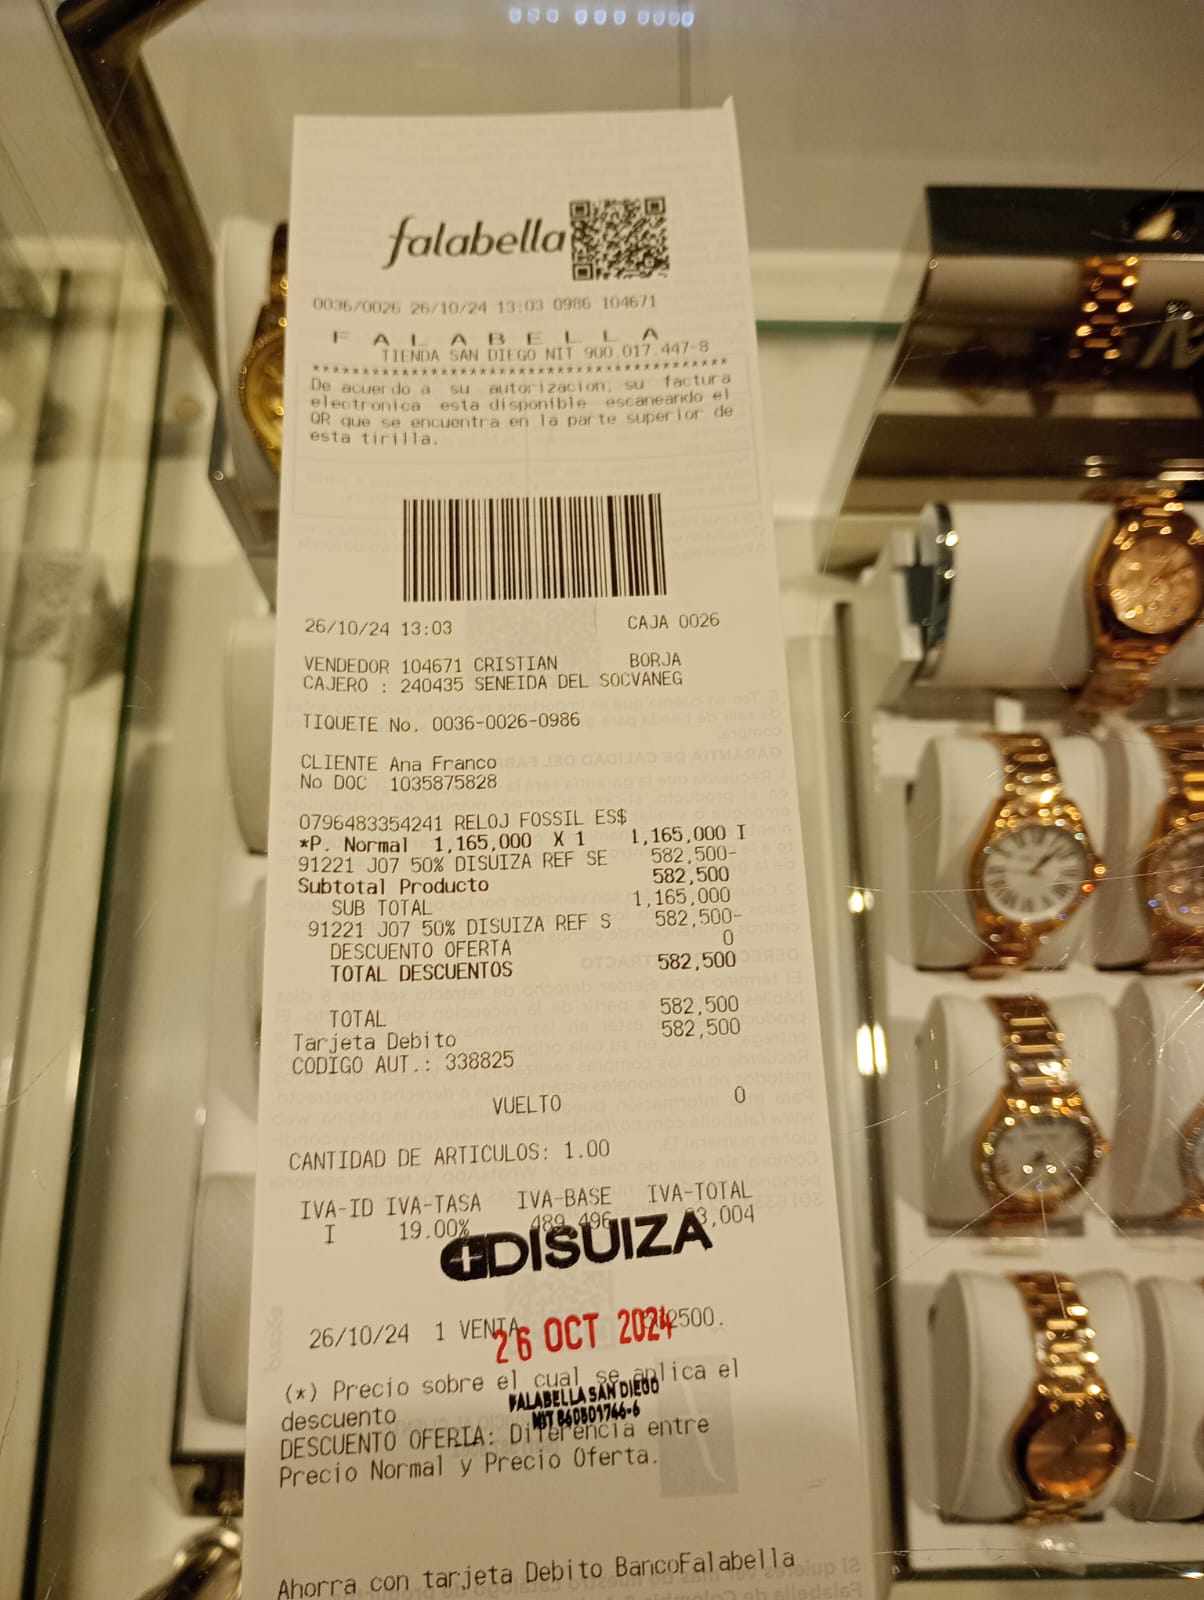 falabella
0036/0026 26/10/24 13:03 0986 104671
F A L A B E L L A
TIENDA SAN DIEGO NIT 900.017.447-8
******************************************
De acuerdo a su autorizacion, su factura
electronica esta disponible escaneando el
QR que se encuentra en la parte superior de
esta tirilla.
26/10/24 13:03 CAJA 0026
VENDEDOR 104671 CRISTIAN BORJA
CAJERO : 240435 SENEIDA DEL SOCVANEG
TIQUETE No. 0036-0026-0986
CLIENTE Ana Franco
No DOC 1035875828
0796483354241 RELOJ FOSSIL ES$
*P. Normal 1,165,000 X 1 1,165,000 I
91221 J07 50% DISUIZA REF SE 582,500-
Subtotal Producto 582,500
SUB TOTAL 1,165,000
91221 J07 50% DISUIZA REF S 582,500-
DESCUENTO OFERTA 0
TOTAL DESCUENTOS 582,500
TOTAL 582,500
Tarjeta Debito 582,500
CODIGO AUT.: 338825
VUELTO 0
CANTIDAD DE ARTICULOS: 1.00
IVA-ID IVA-TASA IVA-BASE IVA-TOTAL
I 19.00% 489,496 93,004
DISUIZA
26/10/24 1 VENTA 582500.
26 OCT 2024
(*) Precio sobre el cual se aplica el
descuento
FALABELLA SAN DIEGO
NIT 860501766-6
DESCUENTO OFERTA: Diferencia entre
Precio Normal y Precio Oferta.
Ahorra con tarjeta Debito BancoFalabella